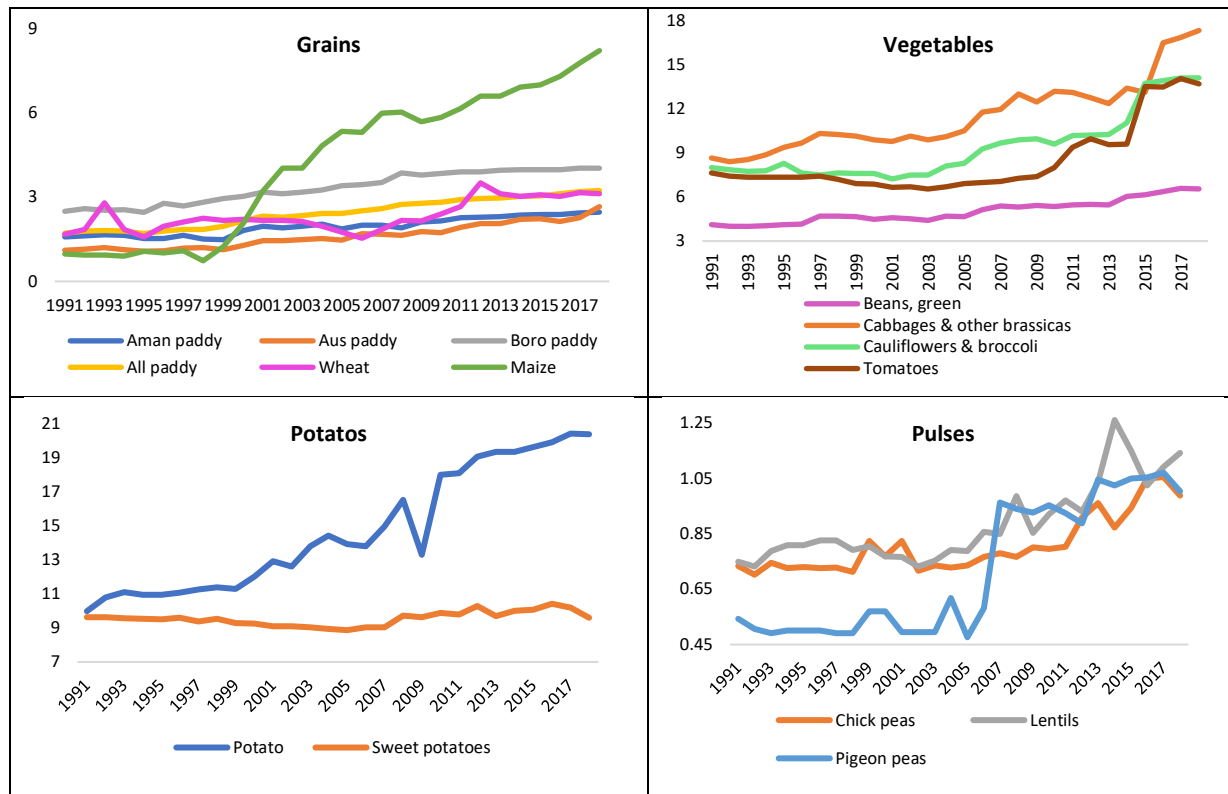 Grains
9
6
3
0
1991 1993 1995 1997 1999 2001 2003 2005 2007 2009 2011 2013 2015 2017
Aman paddy Aus paddy Boro paddy
All paddy Wheat Maize
Vegetables
18
15
12
9
6
3
1991 1993 1995 1997 1999 2001 2003 2005 2007 2009 2011 2013 2015 2017
Beans, green
Cabbages & other brassicas
Cauliflowers & broccoli
Tomatoes
Potatos
21
19
17
15
13
11
9
7
1991 1993 1995 1997 1999 2001 2003 2005 2007 2009 2011 2013 2015 2017
Potato Sweet potatoes
Pulses
1.25
1.05
0.85
0.65
0.45
1991 1993 1995 1997 1999 2001 2003 2005 2007 2009 2011 2013 2015 2017
Chick peas Lentils
Pigeon peas